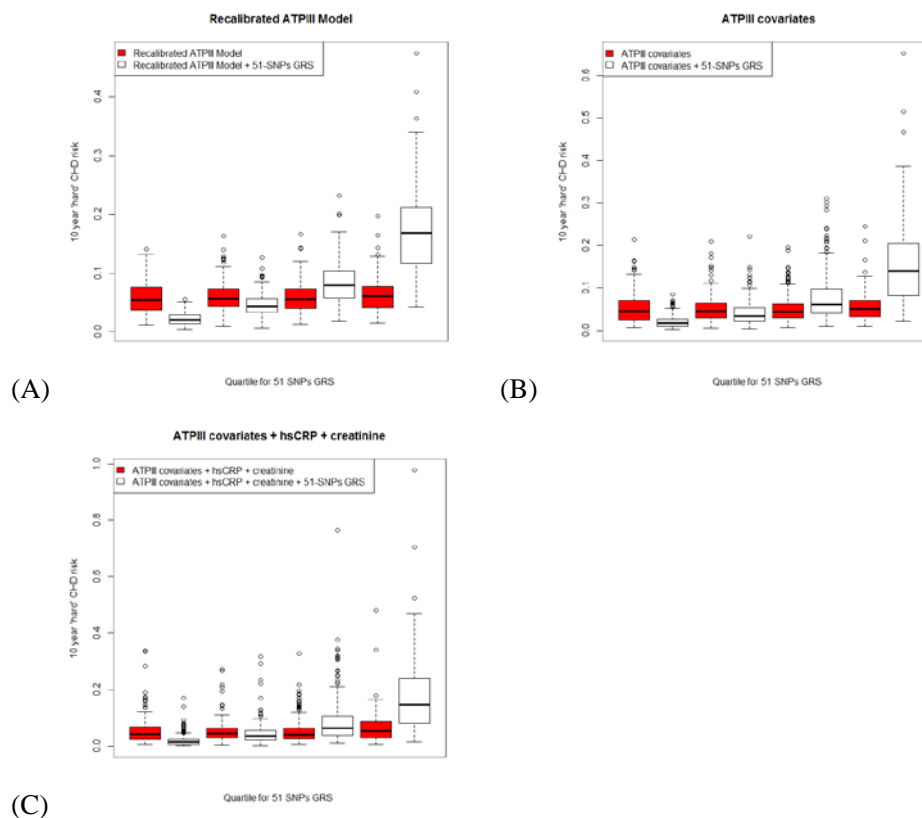 Recalibrated ATPIII Model
Recalibrated ATPIII Model
Recalibrated ATPIII Model + 51-SNPs GRS
10 year 'hard' CHD risk
0.4
0.3
0.2
0.1
0.0
Quartile for 51 SNPs GRS
(A)
ATPIII covariates
ATPIII covariates
ATPIII covariates + 51-SNPs GRS
10 year 'hard' CHD risk
0.6
0.5
0.4
0.3
0.2
0.1
0.0
Quartile for 51 SNPs GRS
(B)
ATPIII covariates + hsCRP + creatinine
ATPIII covariates + hsCRP + creatinine
ATPIII covariates + hsCRP + creatinine + 51-SNPs GRS
10 year 'hard' CHD risk
1.0
0.8
0.6
0.4
0.2
0.0
Quartile for 51 SNPs GRS
(C)